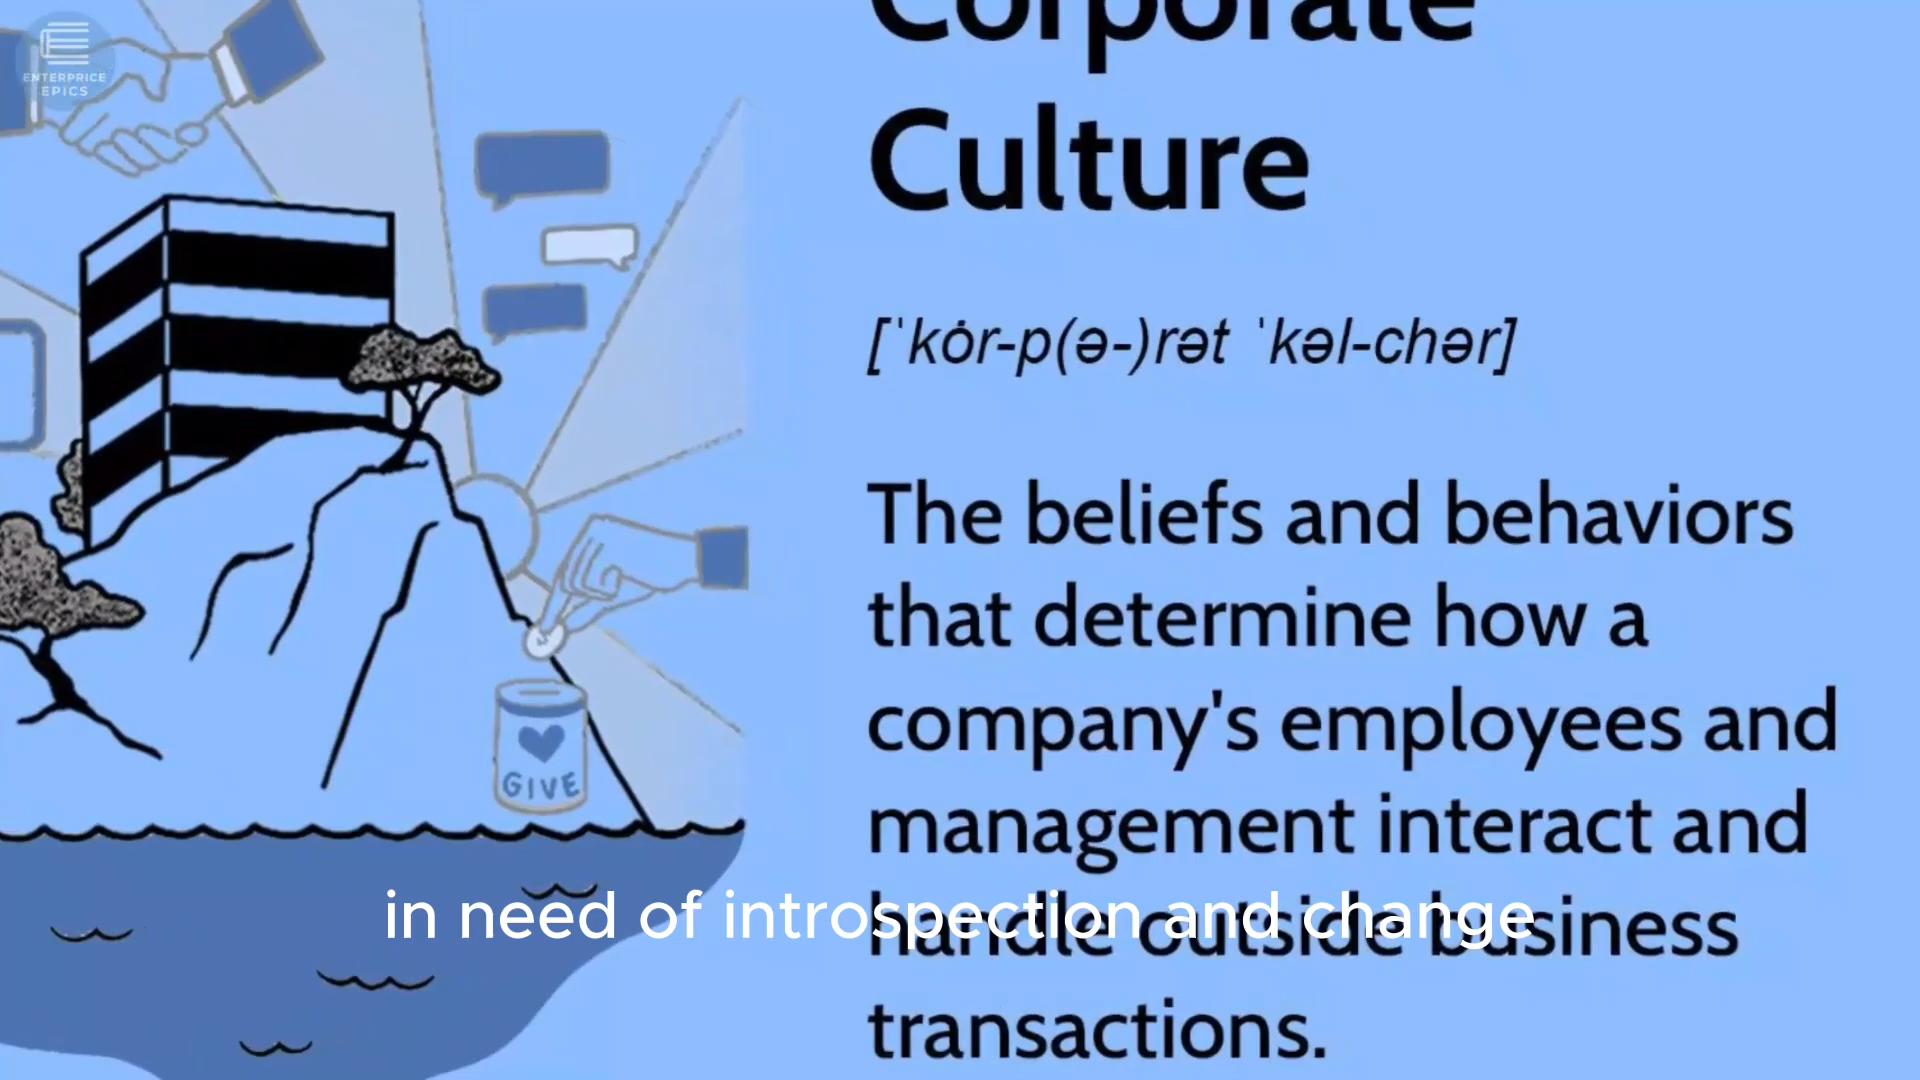 ENTERPRICE
EPICS
Corporate
Culture
[ˈkȯr-p(ə-)rət ˈkəl-chər]
The beliefs and behaviors
that determine how a
company's employees and
management interact and
handle outside business
transactions.
GIVE
in need of introspection and change